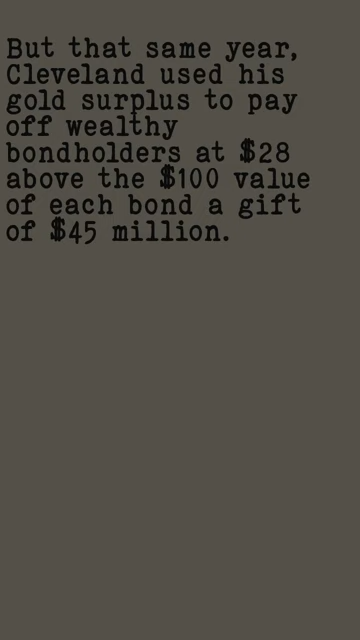 But that same year,
Cleveland used his
gold surplus to pay
off wealthy
bondholders at $28
above the $100 value
of each bond a gift
of $45 million.